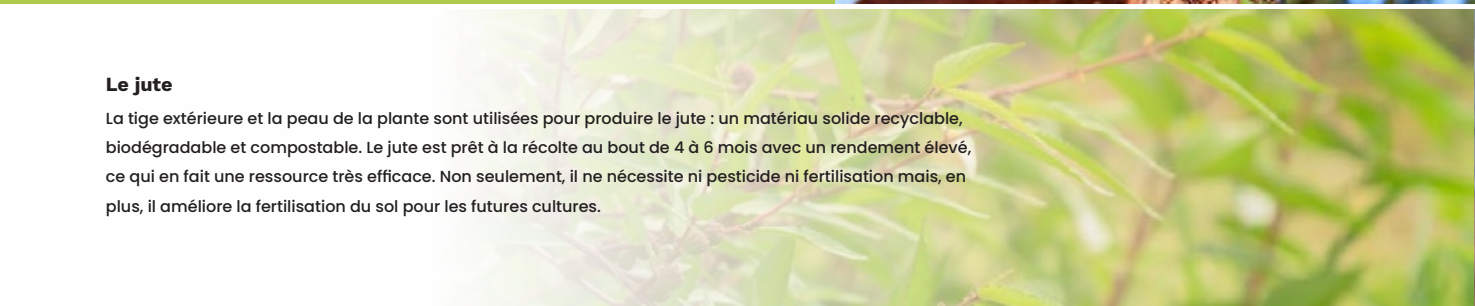 Le jute
La tige extérieure et la peau de la plante sont utilisées pour produire le jute : un matériau solide recyclable,
biodégradable et compostable. Le jute est prêt à la récolte au bout de 4 à 6 mois avec un rendement élevé,
ce qui en fait une ressource très efficace. Non seulement, il ne nécessite ni pesticide ni fertilisation mais, en
plus, il améliore la fertilisation du sol pour les futures cultures.